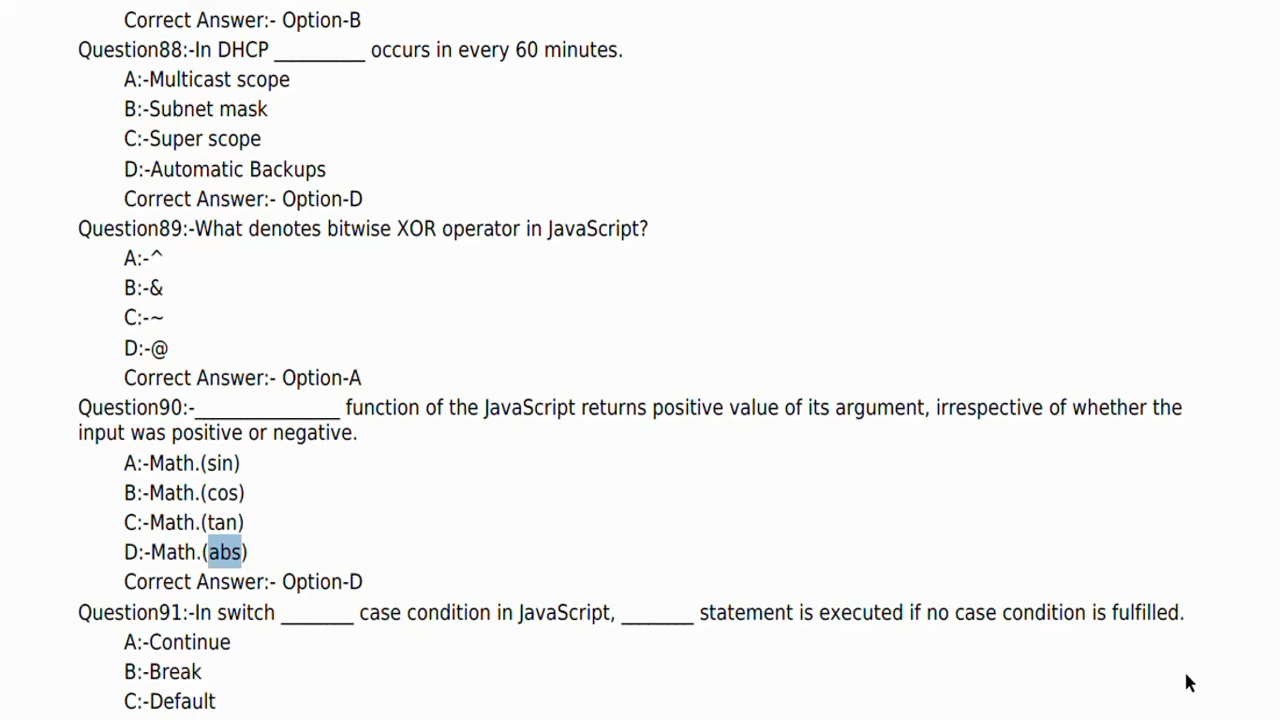 Correct Answer:- Option-B
Question88:-In DHCP __________ occurs in every 60 minutes.
A:-Multicast scope
B:-Subnet mask
C:-Super scope
D:-Automatic Backups
Correct Answer:- Option-D
Question89:-What denotes bitwise XOR operator in JavaScript?
A:-^
B:-&
C:-~
D:-@
Correct Answer:- Option-A
Question90:-________________ function of the JavaScript returns positive value of its argument, irrespective of whether the
input was positive or negative.
A:-Math.(sin)
B:-Math.(cos)
C:-Math.(tan)
D:-Math.(abs)
Correct Answer:- Option-D
Question91:-In switch ________ case condition in JavaScript, ________ statement is executed if no case condition is fulfilled.
A:-Continue
B:-Break
C:-Default